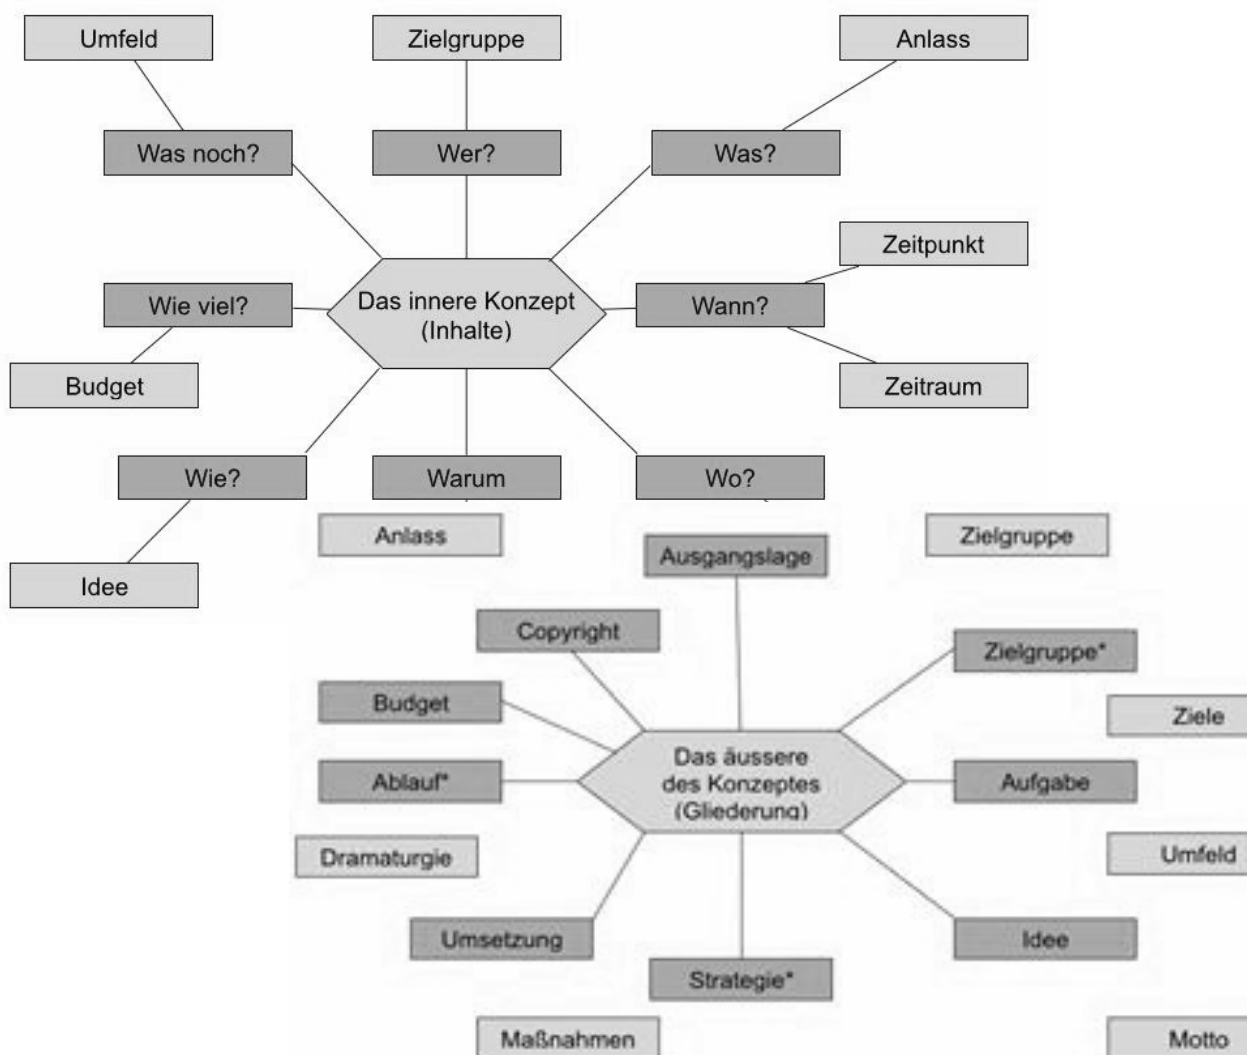 Umfeld
Zielgruppe
Anlass
Was noch?
Wer?
Was?
Zeitpunkt
Wie viel?
Das innere Konzept
(Inhalte)
Wann?
Budget
Zeitraum
Wie?
Warum
Wo?
Idee
Anlass
Ausgangslage
Zielgruppe
Copyright
Zielgruppe*
Budget
Ziele
Das äussere
des Konzeptes
(Gliederung)
Ablauf*
Aufgabe
Dramaturgie
Umfeld
Umsetzung
Idee
Strategie*
Maßnahmen
Motto